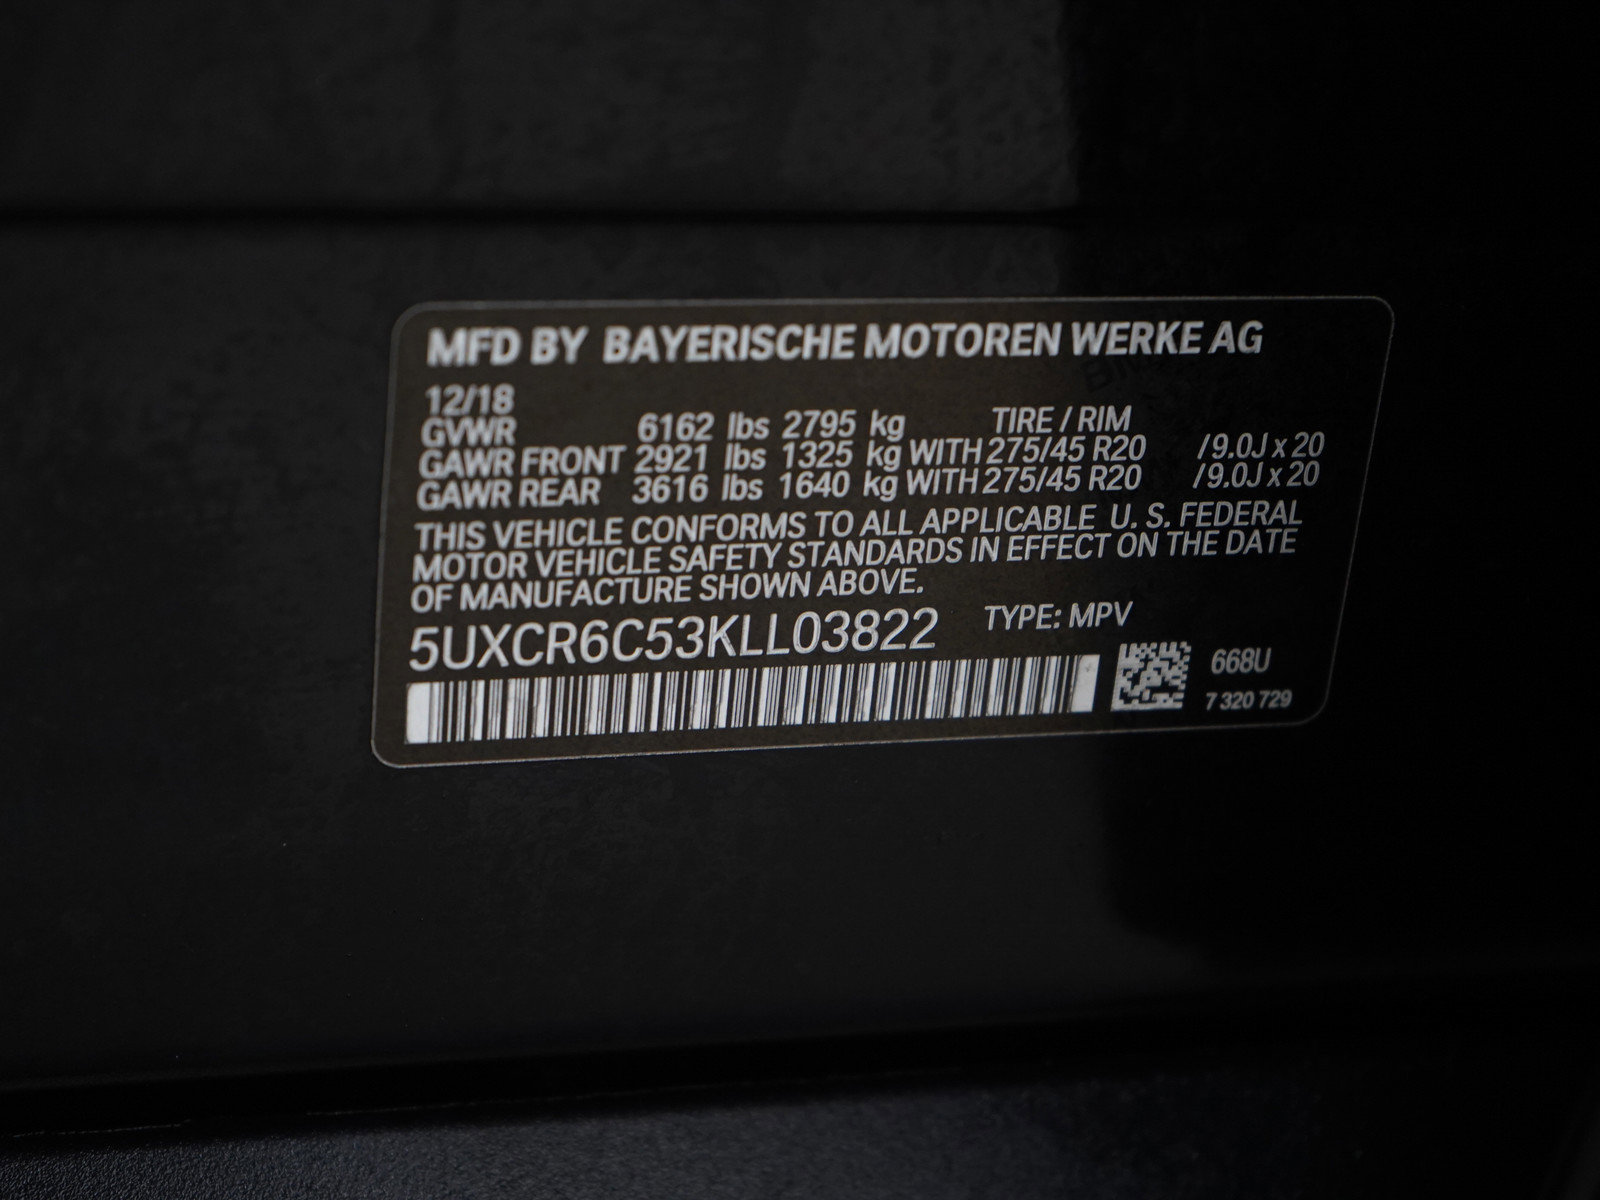 MFD BY BAYERISCHE MOTOREN WERKE AG
12/18
GVWR 6162 lbs 2795 kg TIRE / RIM
GAWR FRONT 2921 lbs 1325 kg WITH 275/45 R20 / 9.0J x 20
GAWR REAR 3616 lbs 1640 kg WITH 275/45 R20 / 9.0J x 20
THIS VEHICLE CONFORMS TO ALL APPLICABLE U. S. FEDERAL
MOTOR VEHICLE SAFETY STANDARDS IN EFFECT ON THE DATE
OF MANUFACTURE SHOWN ABOVE.
5UXCR6C53KLL03822 TYPE: MPV
668U
7 320 729